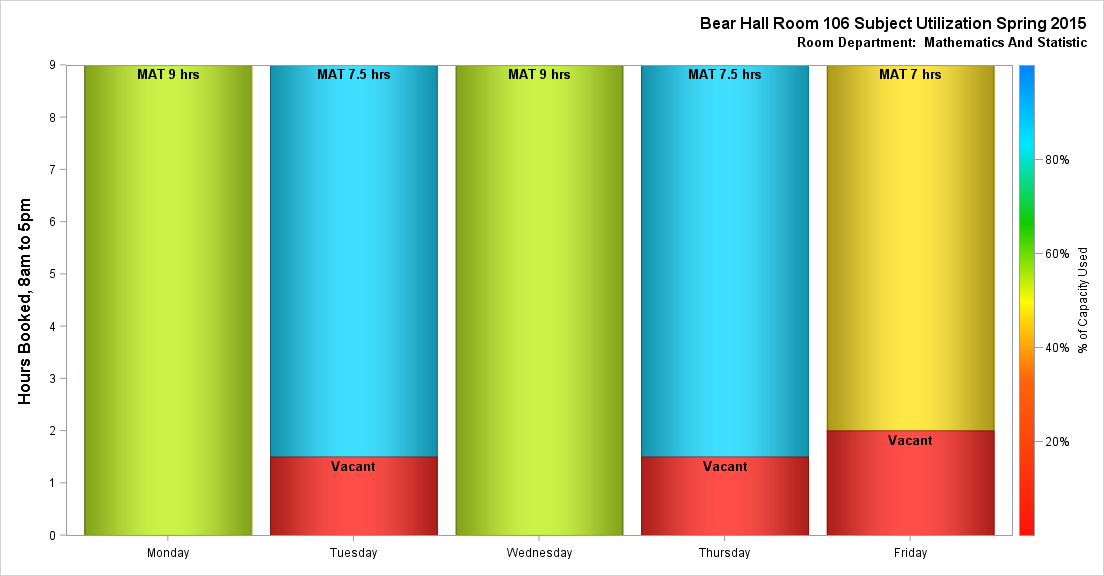 Bear Hall Room 106 Subject Utilization Spring 2015
Room Department:  Mathematics And Statistic
Hours Booked, 8am to 5pm
9
8
7
6
5
4
3
2
1
0
MAT 9 hrs
MAT 7.5 hrs
MAT 9 hrs
MAT 7.5 hrs
MAT 7 hrs
Vacant
Vacant
Vacant
Monday
Tuesday
Wednesday
Thursday
Friday
80%
60%
40%
20%
% of Capacity Used